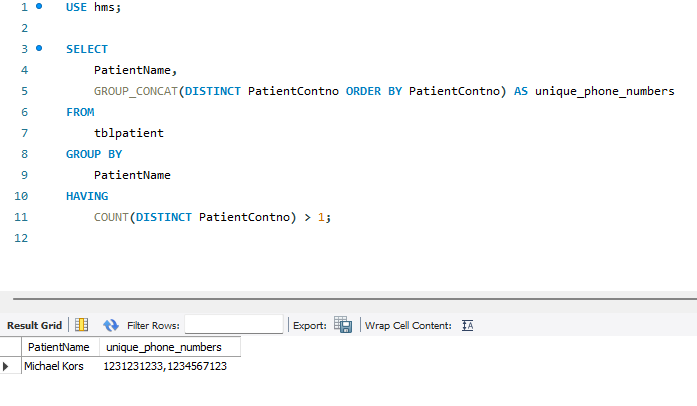 1 USE hms;
2
3 SELECT
4 PatientName,
5 GROUP_CONCAT(DISTINCT PatientContno ORDER BY PatientContno) AS unique_phone_numbers
6 FROM
7 tblpatient
8 GROUP BY
9 PatientName
10 HAVING
11 COUNT(DISTINCT PatientContno) > 1;
12
Result Grid Filter Rows: Export: Wrap Cell Content: IA
PatientName unique_phone_numbers
Michael Kors 1231231233,1234567123